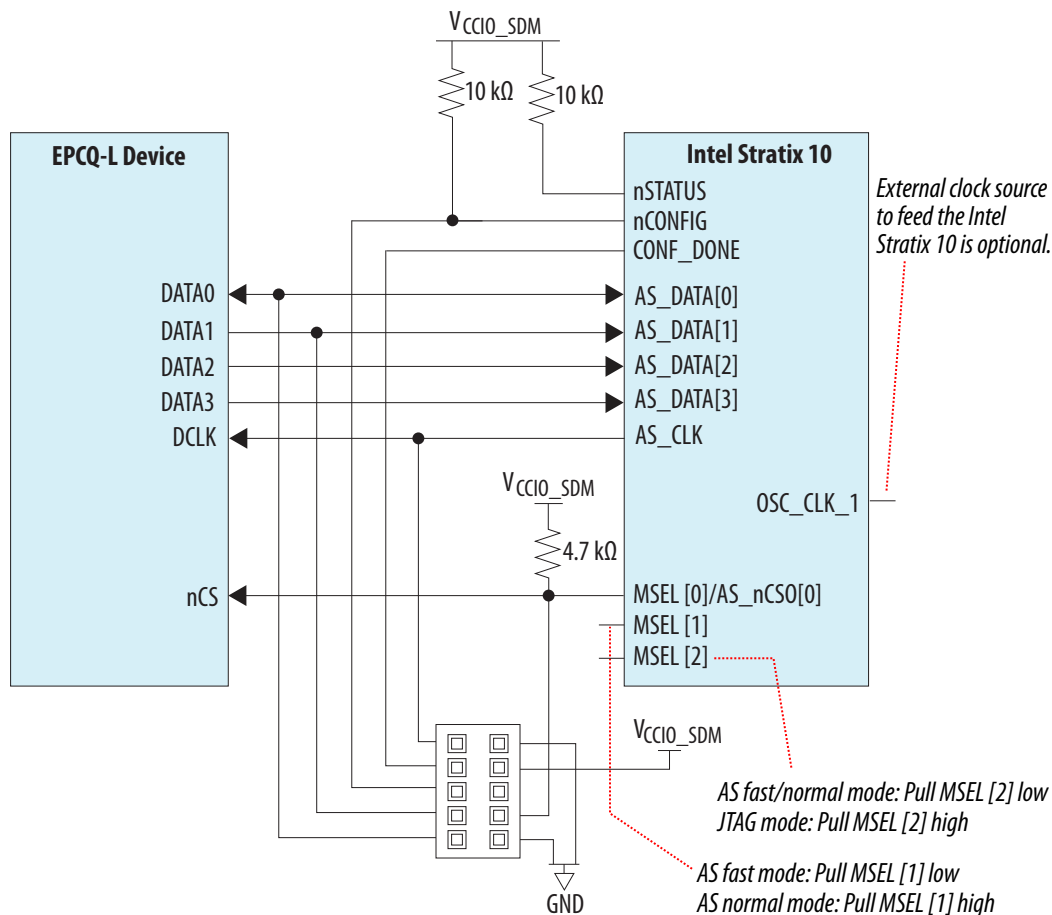 VCCIO_SDM
10 kΩ
10 kΩ
EPCQ-L Device
Intel Stratix 10
nSTATUS
nCONFIG
CONF_DONE
External clock source
to feed the Intel
Stratix 10 is optional.
DATA0
AS_DATA[0]
DATA1
AS_DATA[1]
DATA2
AS_DATA[2]
DATA3
AS_DATA[3]
DCLK
AS_CLK
VCCIO_SDM
OSC_CLK_1
4.7 kΩ
nCS
MSEL [0]/AS_nCSO[0]
MSEL [1]
MSEL [2]
VCCIO_SDM
AS fast/normal mode: Pull MSEL [2] low
JTAG mode: Pull MSEL [2] high
AS fast mode: Pull MSEL [1] low
AS normal mode: Pull MSEL [1] high
GND